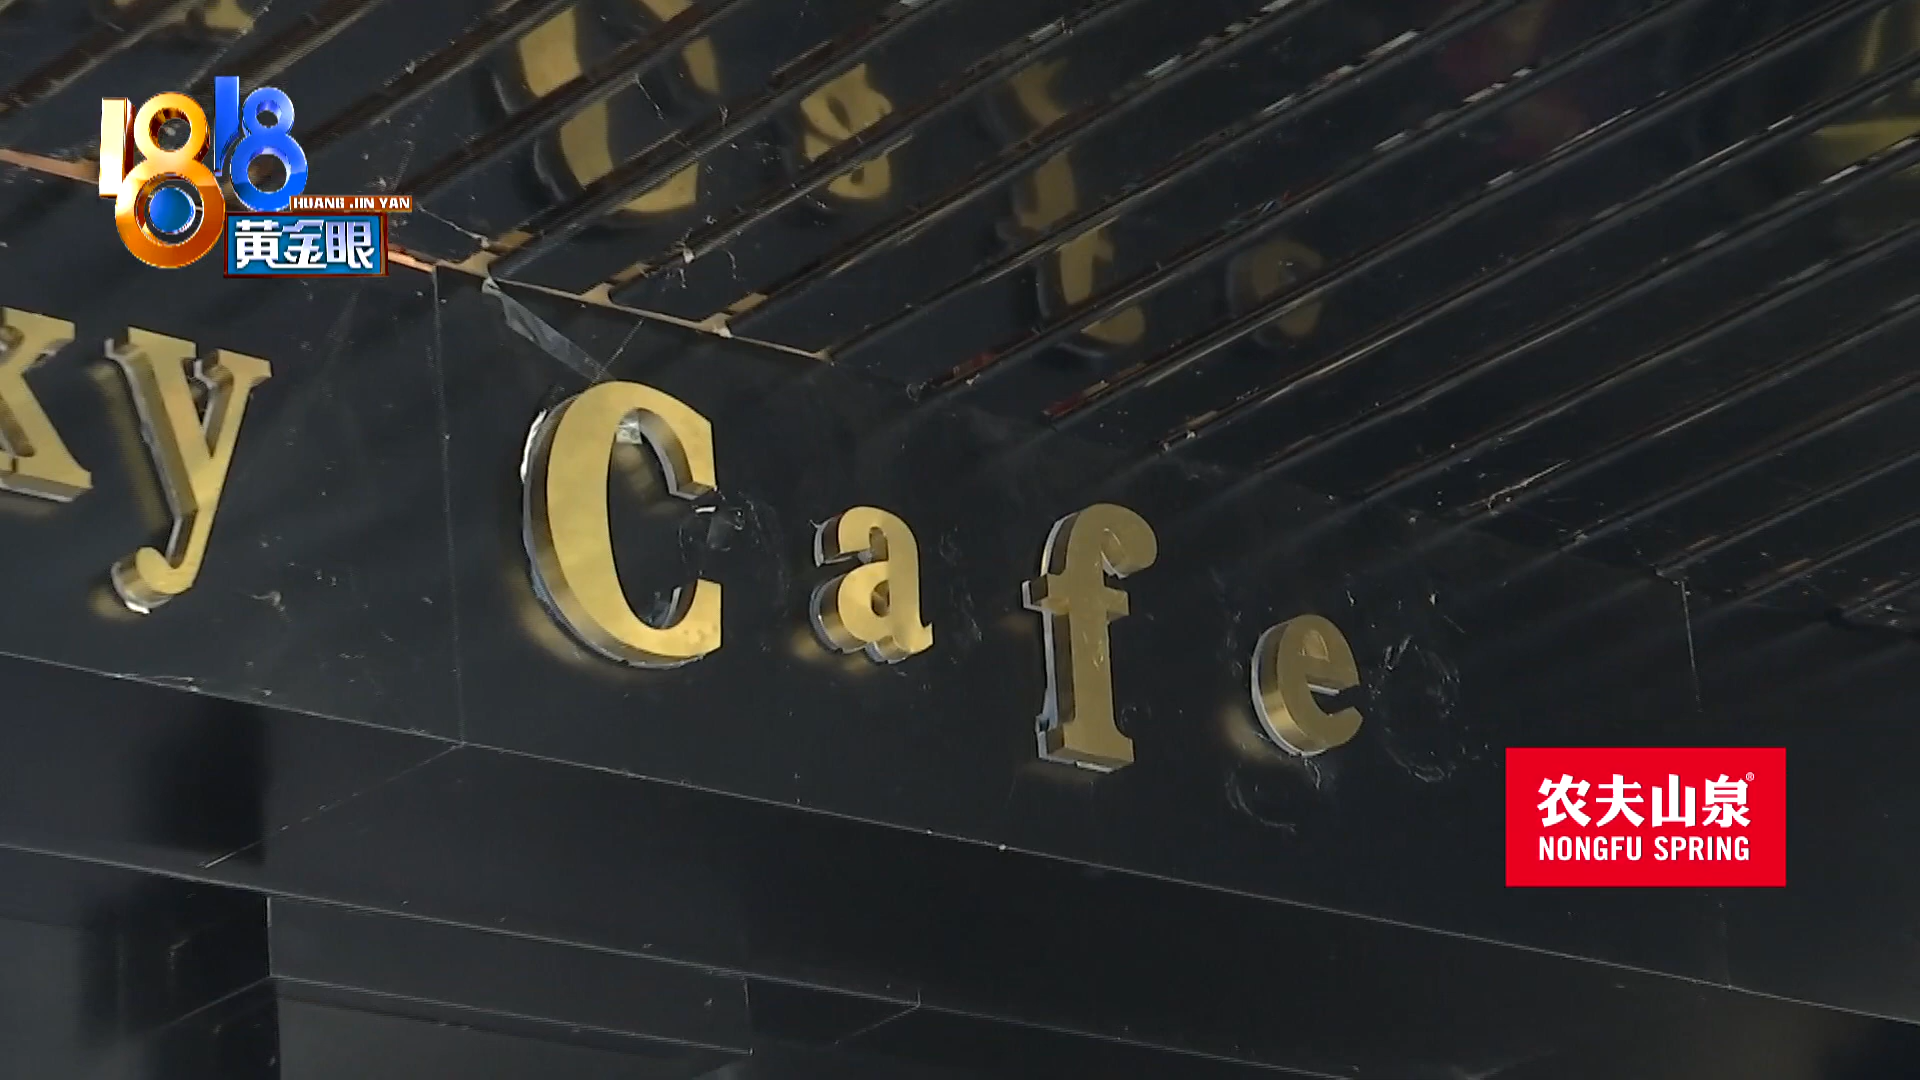 1818
HUANG JIN YAN
黄金眼
ky Cafe
农夫山泉®
NONGFU SPRING